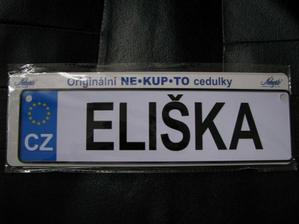 Originální NE•KUP•TO cedulky
CZ ELIŠKA